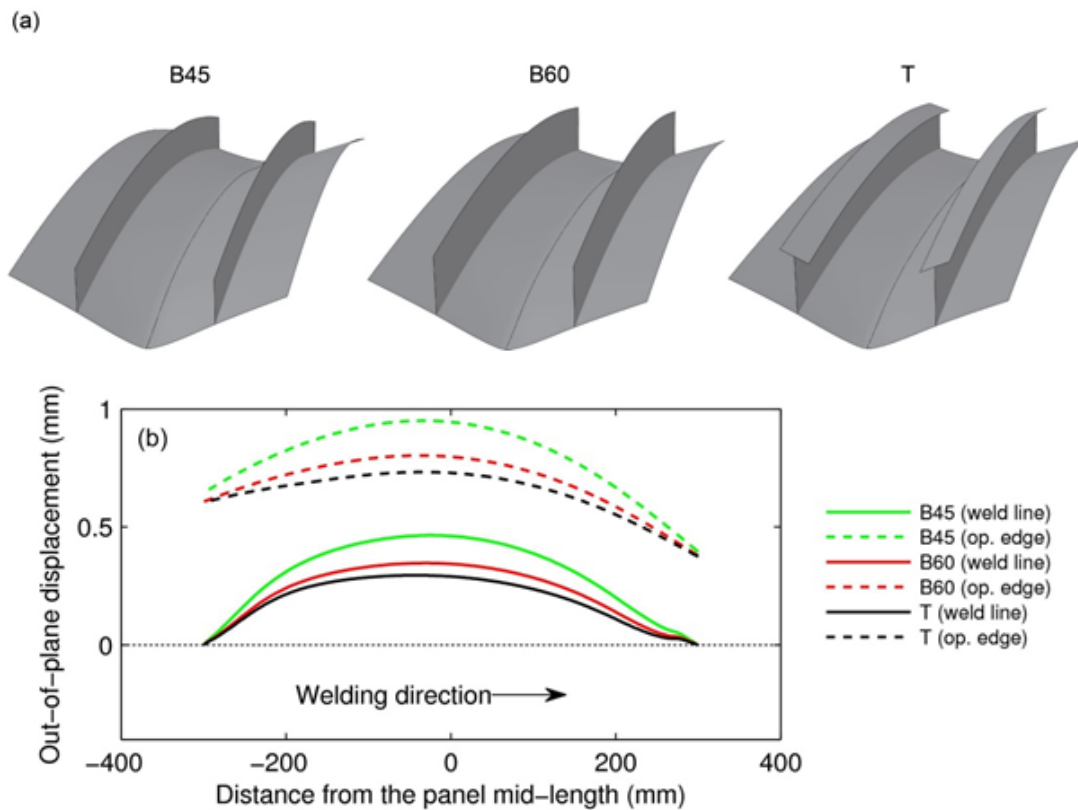 (a)
B45
B60
T
(b)
Out−of−plane displacement (mm)
1
0.5
0
Welding direction
−400
−200
0
200
400
Distance from the panel mid−length (mm)
B45 (weld line)
B45 (op. edge)
B60 (weld line)
B60 (op. edge)
T (weld line)
T (op. edge)